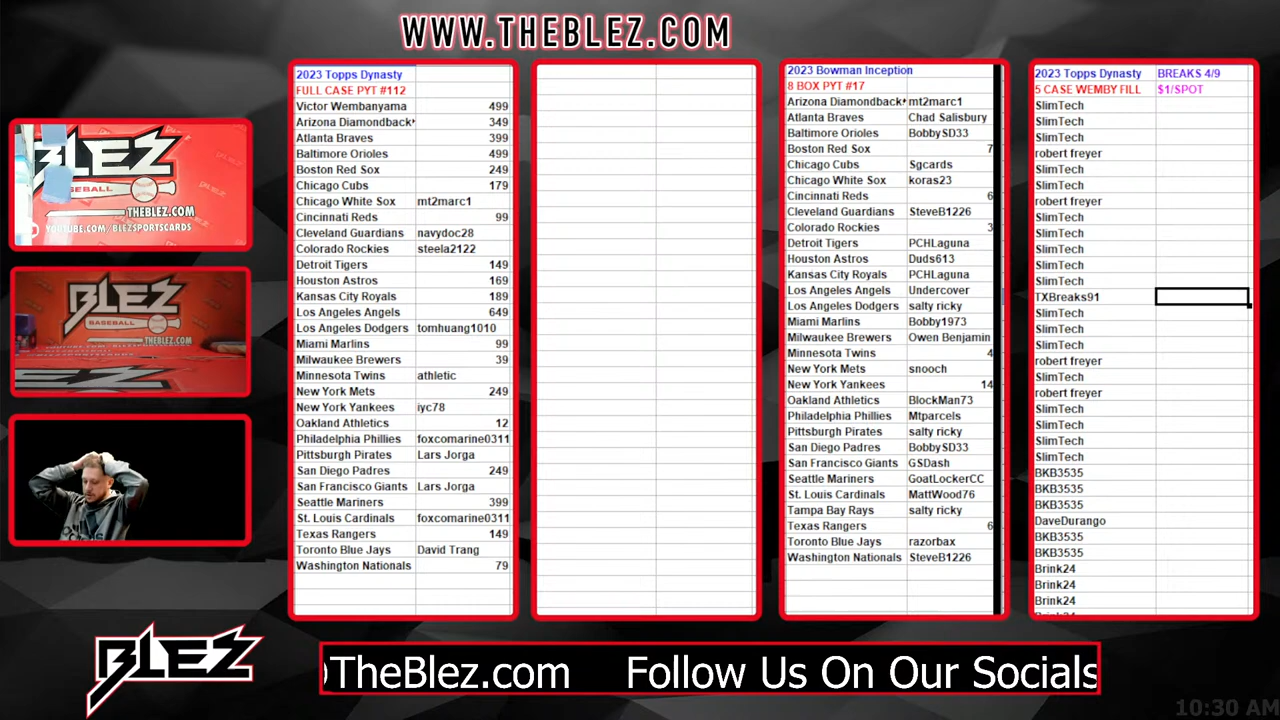 WWW.THEBLEZ.COM
BLEZ
BASEBALL
THEBLEZ.COM
YOUTUBE.COM/BLEZSPORTSCARDS
BLEZ
BASEBALL
THEBLEZ.COM
2023 Topps Dynasty
FULL CASE PYT #112
Victor Wembanyama 499
Arizona Diamondback 349
Atlanta Braves 399
Baltimore Orioles 499
Boston Red Sox 249
Chicago Cubs 179
Chicago White Sox mt2marc1
Cincinnati Reds 99
Cleveland Guardians navydoc28
Colorado Rockies steela2122
Detroit Tigers 149
Houston Astros 169
Kansas City Royals 189
Los Angeles Angels 649
Los Angeles Dodgers tomhuang1010
Miami Marlins 99
Milwaukee Brewers 39
Minnesota Twins athletic
New York Mets 249
New York Yankees iyc78
Oakland Athletics 12
Philadelphia Phillies foxcomarine0311
Pittsburgh Pirates Lars Jorga
San Diego Padres 249
San Francisco Giants Lars Jorga
Seattle Mariners 399
St. Louis Cardinals foxcomarine0311
Texas Rangers 149
Toronto Blue Jays David Trang
Washington Nationals 79
2023 Bowman Inception
8 BOX PYT #17
Arizona Diamondback mt2marc1
Atlanta Braves Chad Salisbury
Baltimore Orioles BobbySD33
Boston Red Sox 7
Chicago Cubs Sgcards
Chicago White Sox koras23
Cincinnati Reds 6
Cleveland Guardians SteveB1226
Colorado Rockies 3
Detroit Tigers PCHLaguna
Houston Astros Duds613
Kansas City Royals PCHLaguna
Los Angeles Angels Undercover
Los Angeles Dodgers salty ricky
Miami Marlins Bobby1973
Milwaukee Brewers Owen Benjamin
Minnesota Twins 4
New York Mets snooch
New York Yankees 14
Oakland Athletics BlockMan73
Philadelphia Phillies Mtparcels
Pittsburgh Pirates salty ricky
San Diego Padres BobbySD33
San Francisco Giants GSDash
Seattle Mariners GoatLockerCC
St. Louis Cardinals MattWood76
Tampa Bay Rays salty ricky
Texas Rangers 6
Toronto Blue Jays razorbax
Washington Nationals SteveB1226
2023 Topps Dynasty BREAKS 4/9
5 CASE WEMBY FILL $1/SPOT
SlimTech
SlimTech
SlimTech
robert freyer
SlimTech
SlimTech
robert freyer
SlimTech
SlimTech
SlimTech
SlimTech
SlimTech
TXBreaks91
SlimTech
SlimTech
SlimTech
robert freyer
SlimTech
robert freyer
SlimTech
SlimTech
SlimTech
SlimTech
BKB3535
BKB3535
BKB3535
DaveDurango
BKB3535
BKB3535
Brink24
Brink24
Brink24
BLEZ
TheBlez.com Follow Us On Our Socials
10:30 AM